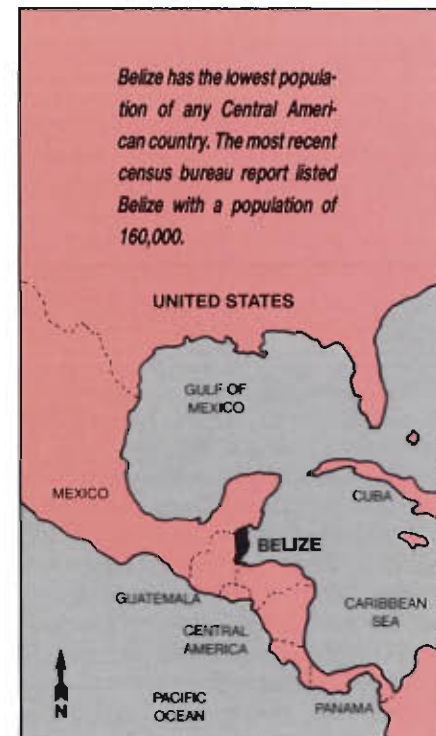 Belize has the lowest popula-
tion of any Central Ameri-
can country. The most recent
census bureau report listed
Belize with a population of
160,000.
UNITED STATES
GULF OF
MEXICO
MEXICO
CUBA
BELIZE
GUATEMALA
CARIBBEAN
SEA
CENTRAL
AMERICA
N
PACIFIC
OCEAN
PANAMA